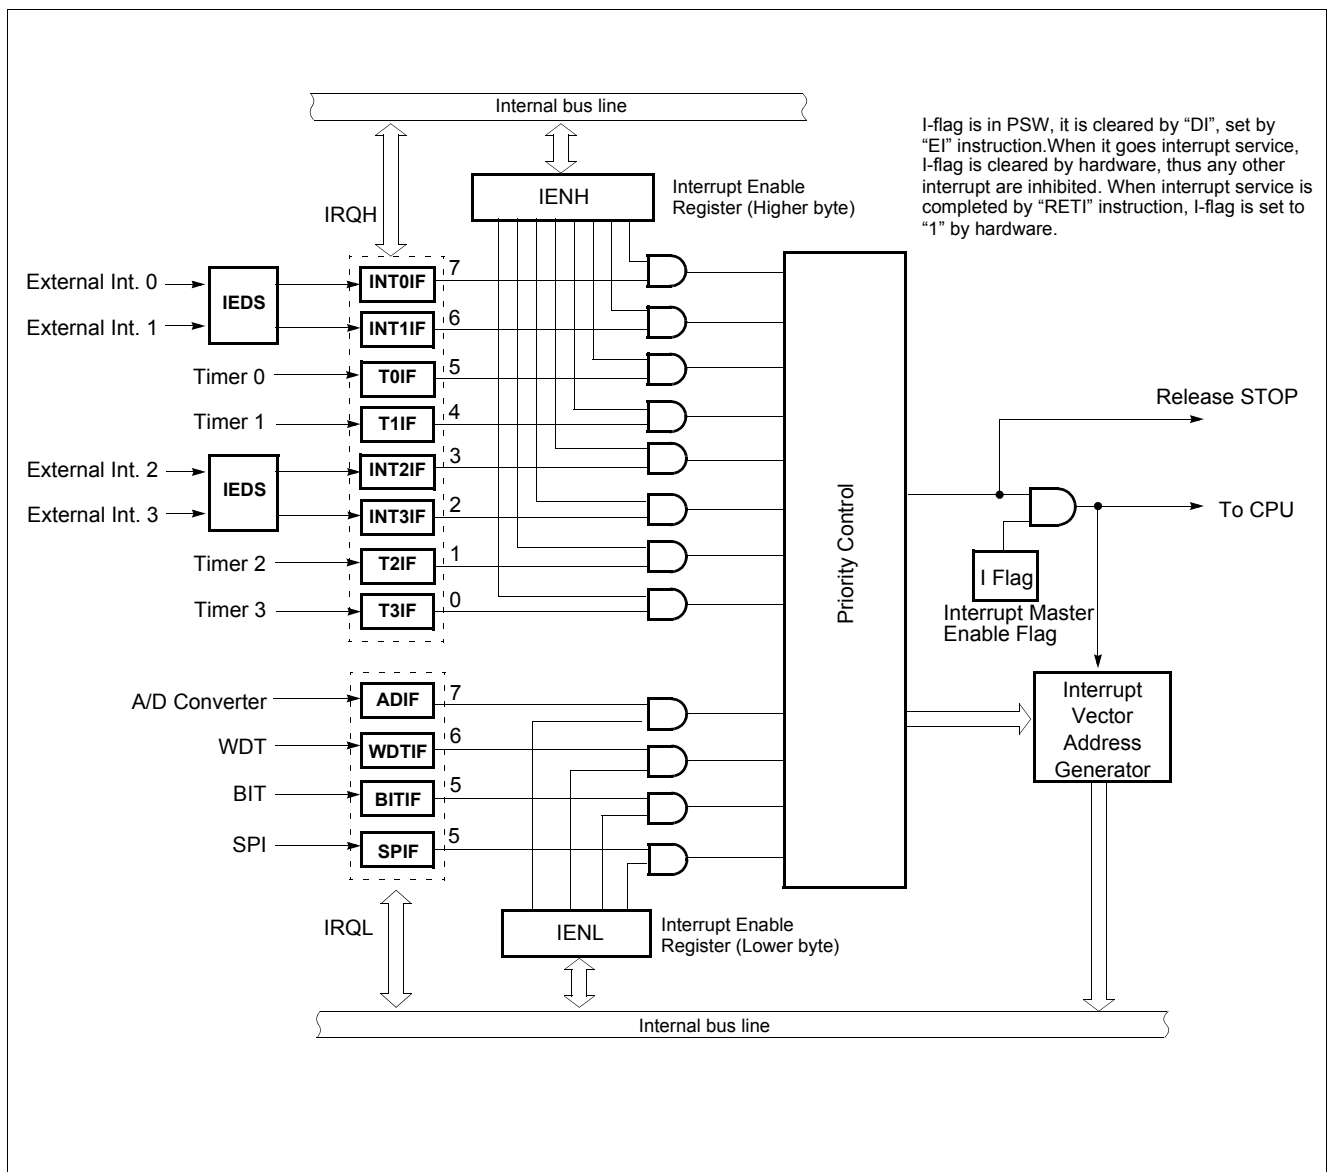 Internal bus line
I-flag is in PSW, it is cleared by “DI”, set by
“EI” instruction.When it goes interrupt service,
I-flag is cleared by hardware, thus any other
interrupt are inhibited. When interrupt service is
completed by “RETI” instruction, I-flag is set to
“1” by hardware.
IENH
Interrupt Enable
Register (Higher byte)
IRQH
External Int. 0
IEDS
INT0IF
7
External Int. 1
INT1IF
6
Timer 0
T0IF
5
Timer 1
T1IF
4
External Int. 2
IEDS
INT2IF
3
External Int. 3
INT3IF
2
Timer 2
T2IF
1
Timer 3
T3IF
0
Priority Control
Release STOP
To CPU
I Flag
Interrupt Master
Enable Flag
A/D Converter
ADIF
7
WDT
WDTIF
6
BIT
BITIF
5
SPI
SPIF
5
Interrupt
Vector
Address
Generator
IRQL
IENL
Interrupt Enable
Register (Lower byte)
Internal bus line